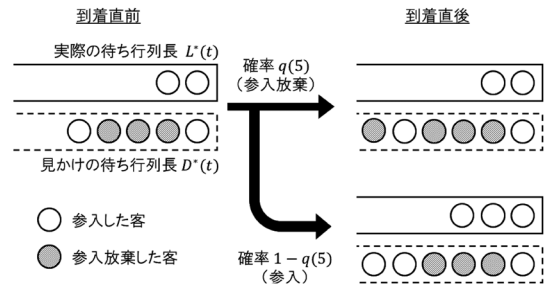 到着直前
到着直後
実際の待ち行列長 L*(t)
確率 q(5)
（参入放棄）
見かけの待ち行列長 D*(t)
参入した客
参入放棄した客
確率 1 − q(5)
（参入）